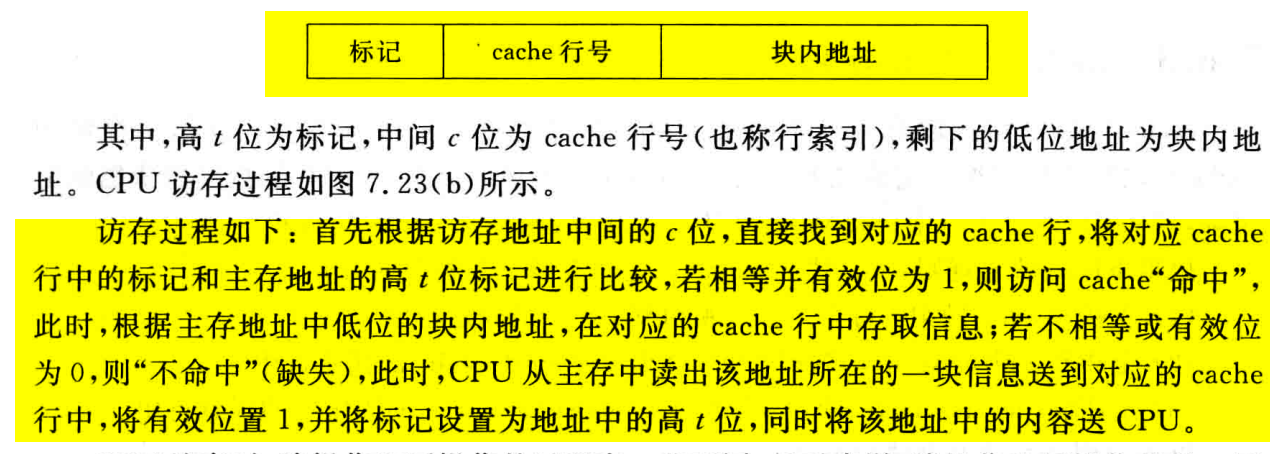 标记 cache 行号 块内地址
其中,高 t 位为标记,中间 c 位为 cache 行号(也称行索引),剩下的低位地址为块内地
址。CPU 访存过程如图 7.23(b)所示。
访存过程如下:首先根据访存地址中间的 c 位,直接找到对应的 cache 行,将对应 cache
行中的标记和主存地址的高 t 位标记进行比较,若相等并有效位为 1,则访问 cache“命中”,
此时,根据主存地址中低位的块内地址,在对应的 cache 行中存取信息;若不相等或有效位
为 0,则“不命中”(缺失),此时,CPU 从主存中读出该地址所在的一块信息送到对应的 cache
行中,将有效位置 1,并将标记设置为地址中的高 t 位,同时将该地址中的内容送 CPU。